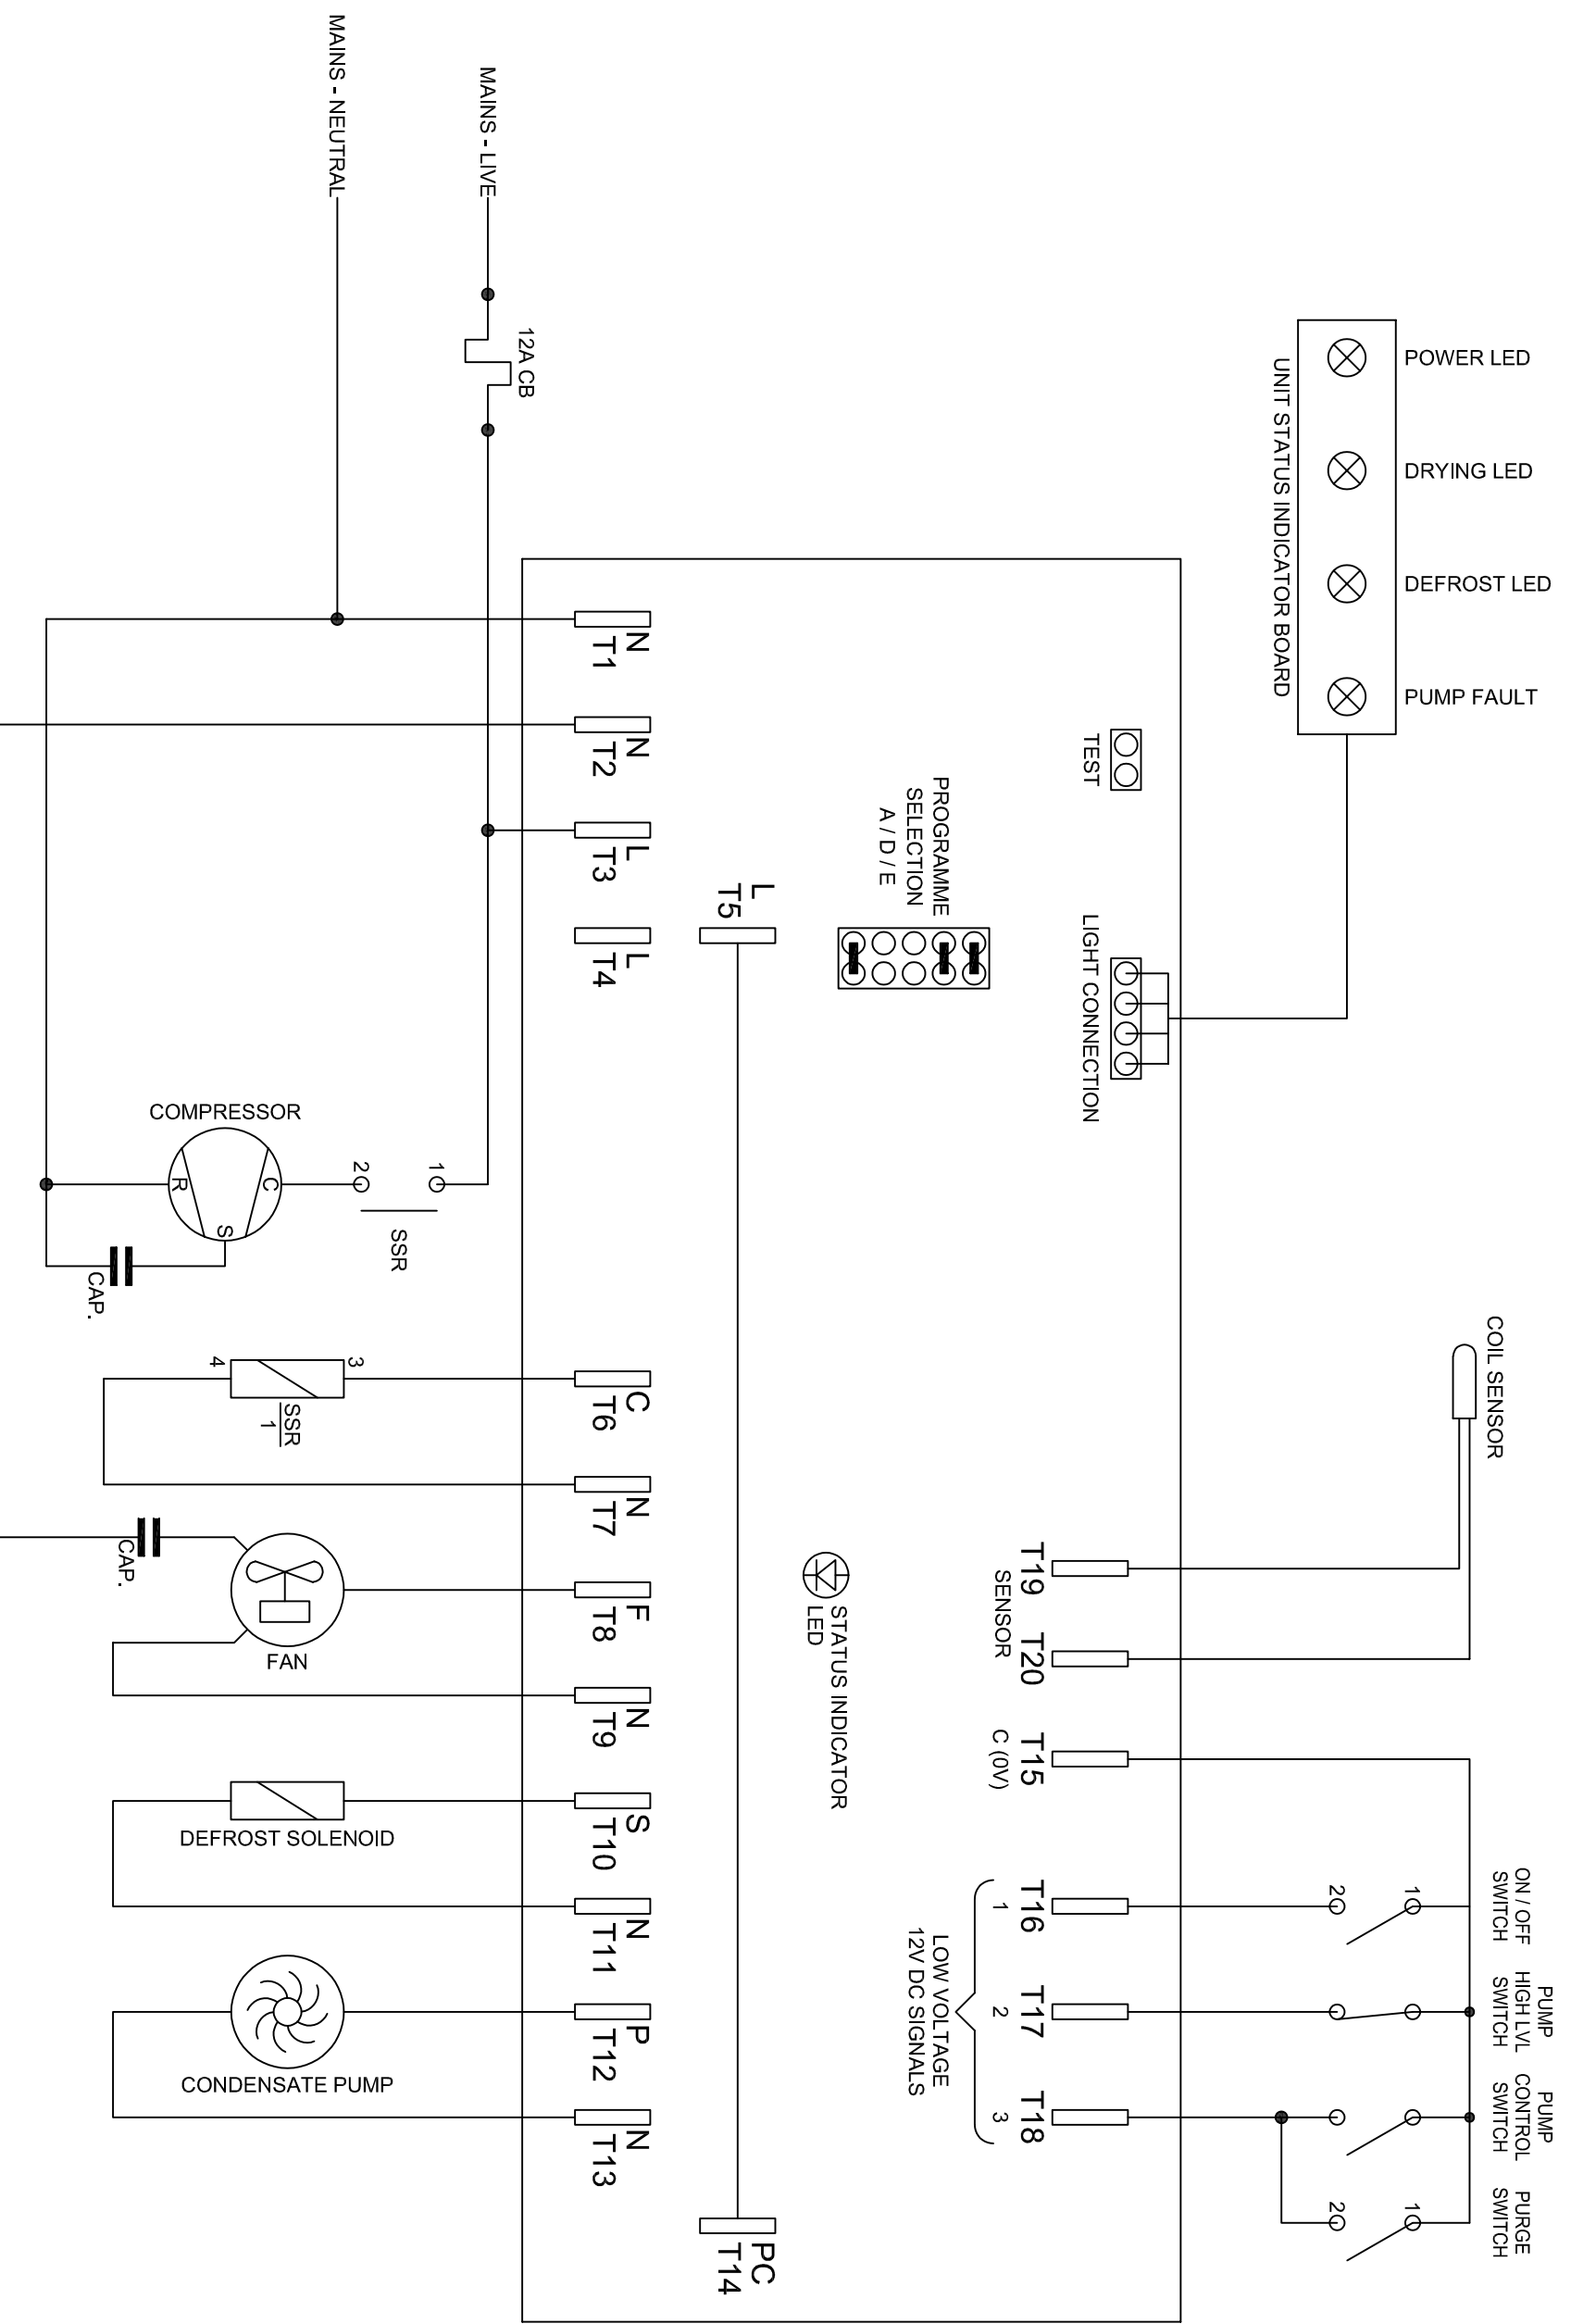 MAINS - NEUTRAL
MAINS - LIVE
12A CB
POWER LED
DRYING LED
DEFROST LED
PUMP FAULT
UNIT STATUS INDICATOR BOARD
TEST
PROGRAMME
SELECTION
A / D / E
LIGHT CONNECTION
N
T1
N
T2
L
T3
L
T4
L
T5
COMPRESSOR
C
R
S
2
1
SSR
CAP.
4
3
SSR
1
C
T6
N
T7
CAP.
FAN
F
T8
N
T9
DEFROST SOLENOID
S
T10
N
T11
CONDENSATE PUMP
P
T12
N
T13
PC
T14
STATUS INDICATOR
LED
COIL SENSOR
T19
SENSOR
T20
T15
C (0V)
T16
1
T17
2
T18
3
LOW VOLTAGE
12V DC SIGNALS
ON / OFF
SWITCH
2
1
PUMP
HIGH LVL
SWITCH
PUMP
CONTROL
SWITCH
PURGE
SWITCH
2
1